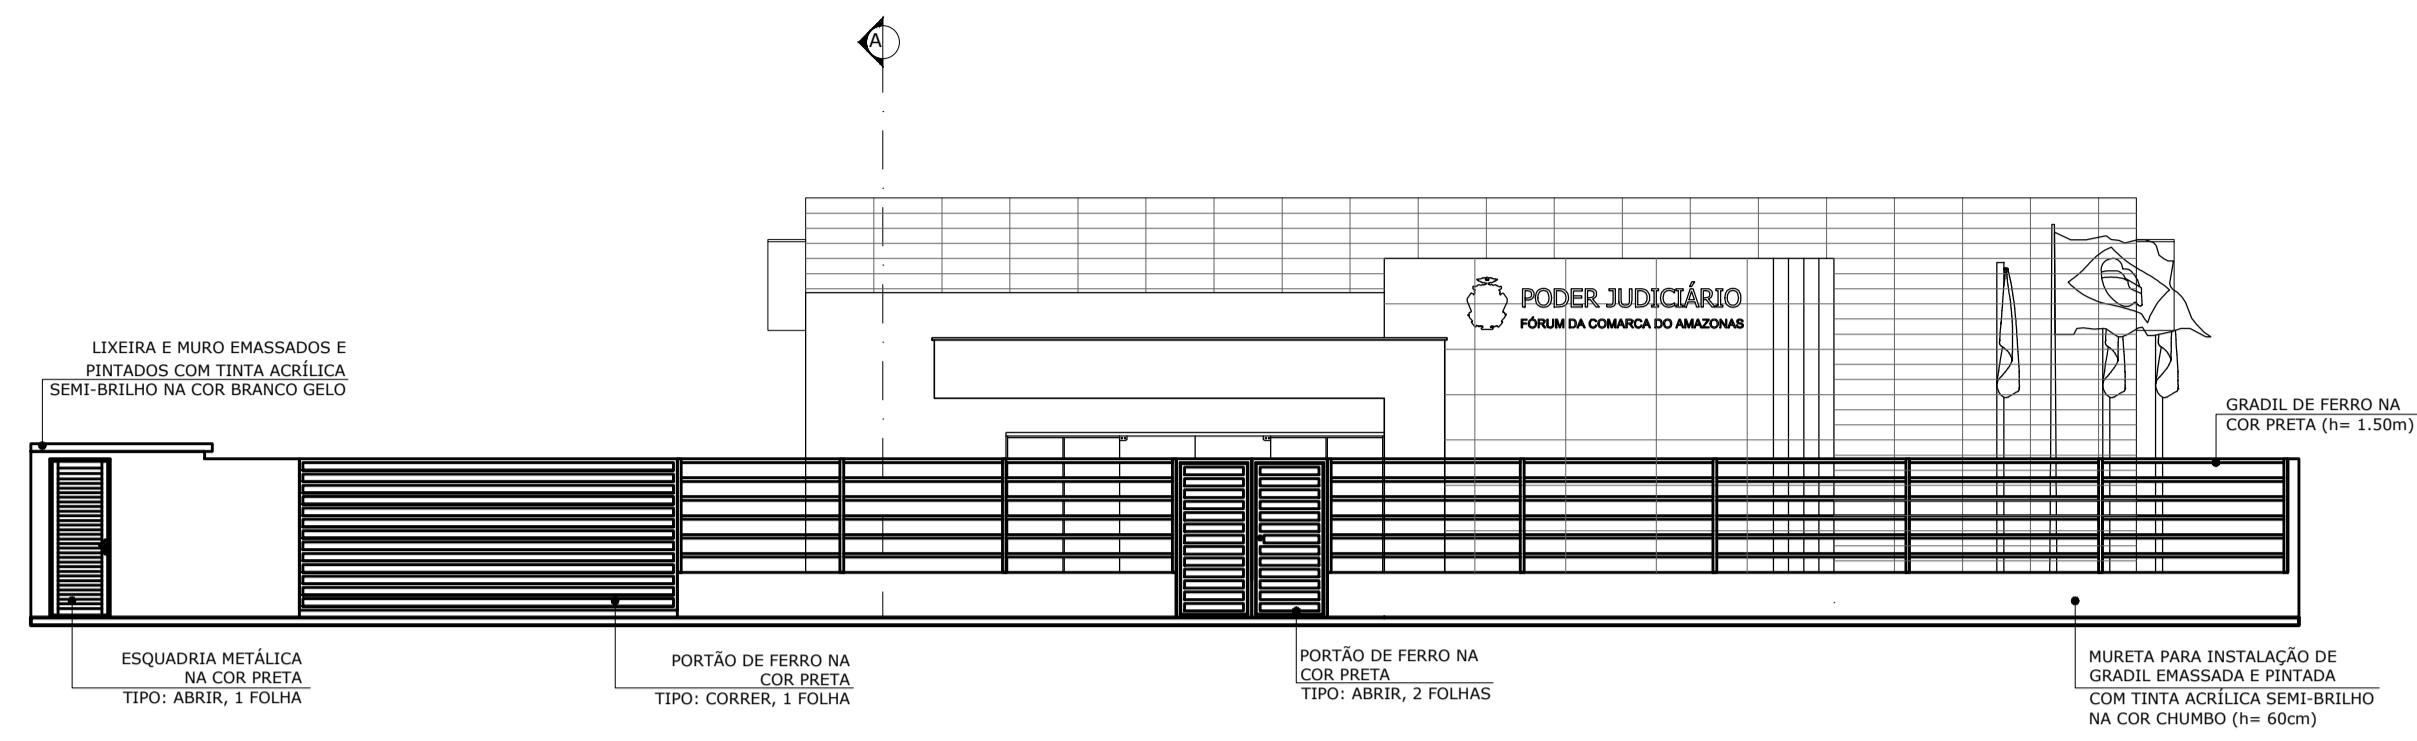 A
PODER JUDICIÁRIO
FÓRUM DA COMARCA DO AMAZONAS
LIXEIRA E MURO EMASSADOS E
PINTADOS COM TINTA ACRÍLICA
SEMI-BRILHO NA COR BRANCO GELO
GRADIL DE FERRO NA
COR PRETA (h= 1.50m)
ESQUADRIA METÁLICA
NA COR PRETA
TIPO: ABRIR, 1 FOLHA
PORTÃO DE FERRO NA
COR PRETA
TIPO: CORRER, 1 FOLHA
PORTÃO DE FERRO NA
COR PRETA
TIPO: ABRIR, 2 FOLHAS
MURETA PARA INSTALAÇÃO DE
GRADIL EMASSADA E PINTADA
COM TINTA ACRÍLICA SEMI-BRILHO
NA COR CHUMBO (h= 60cm)